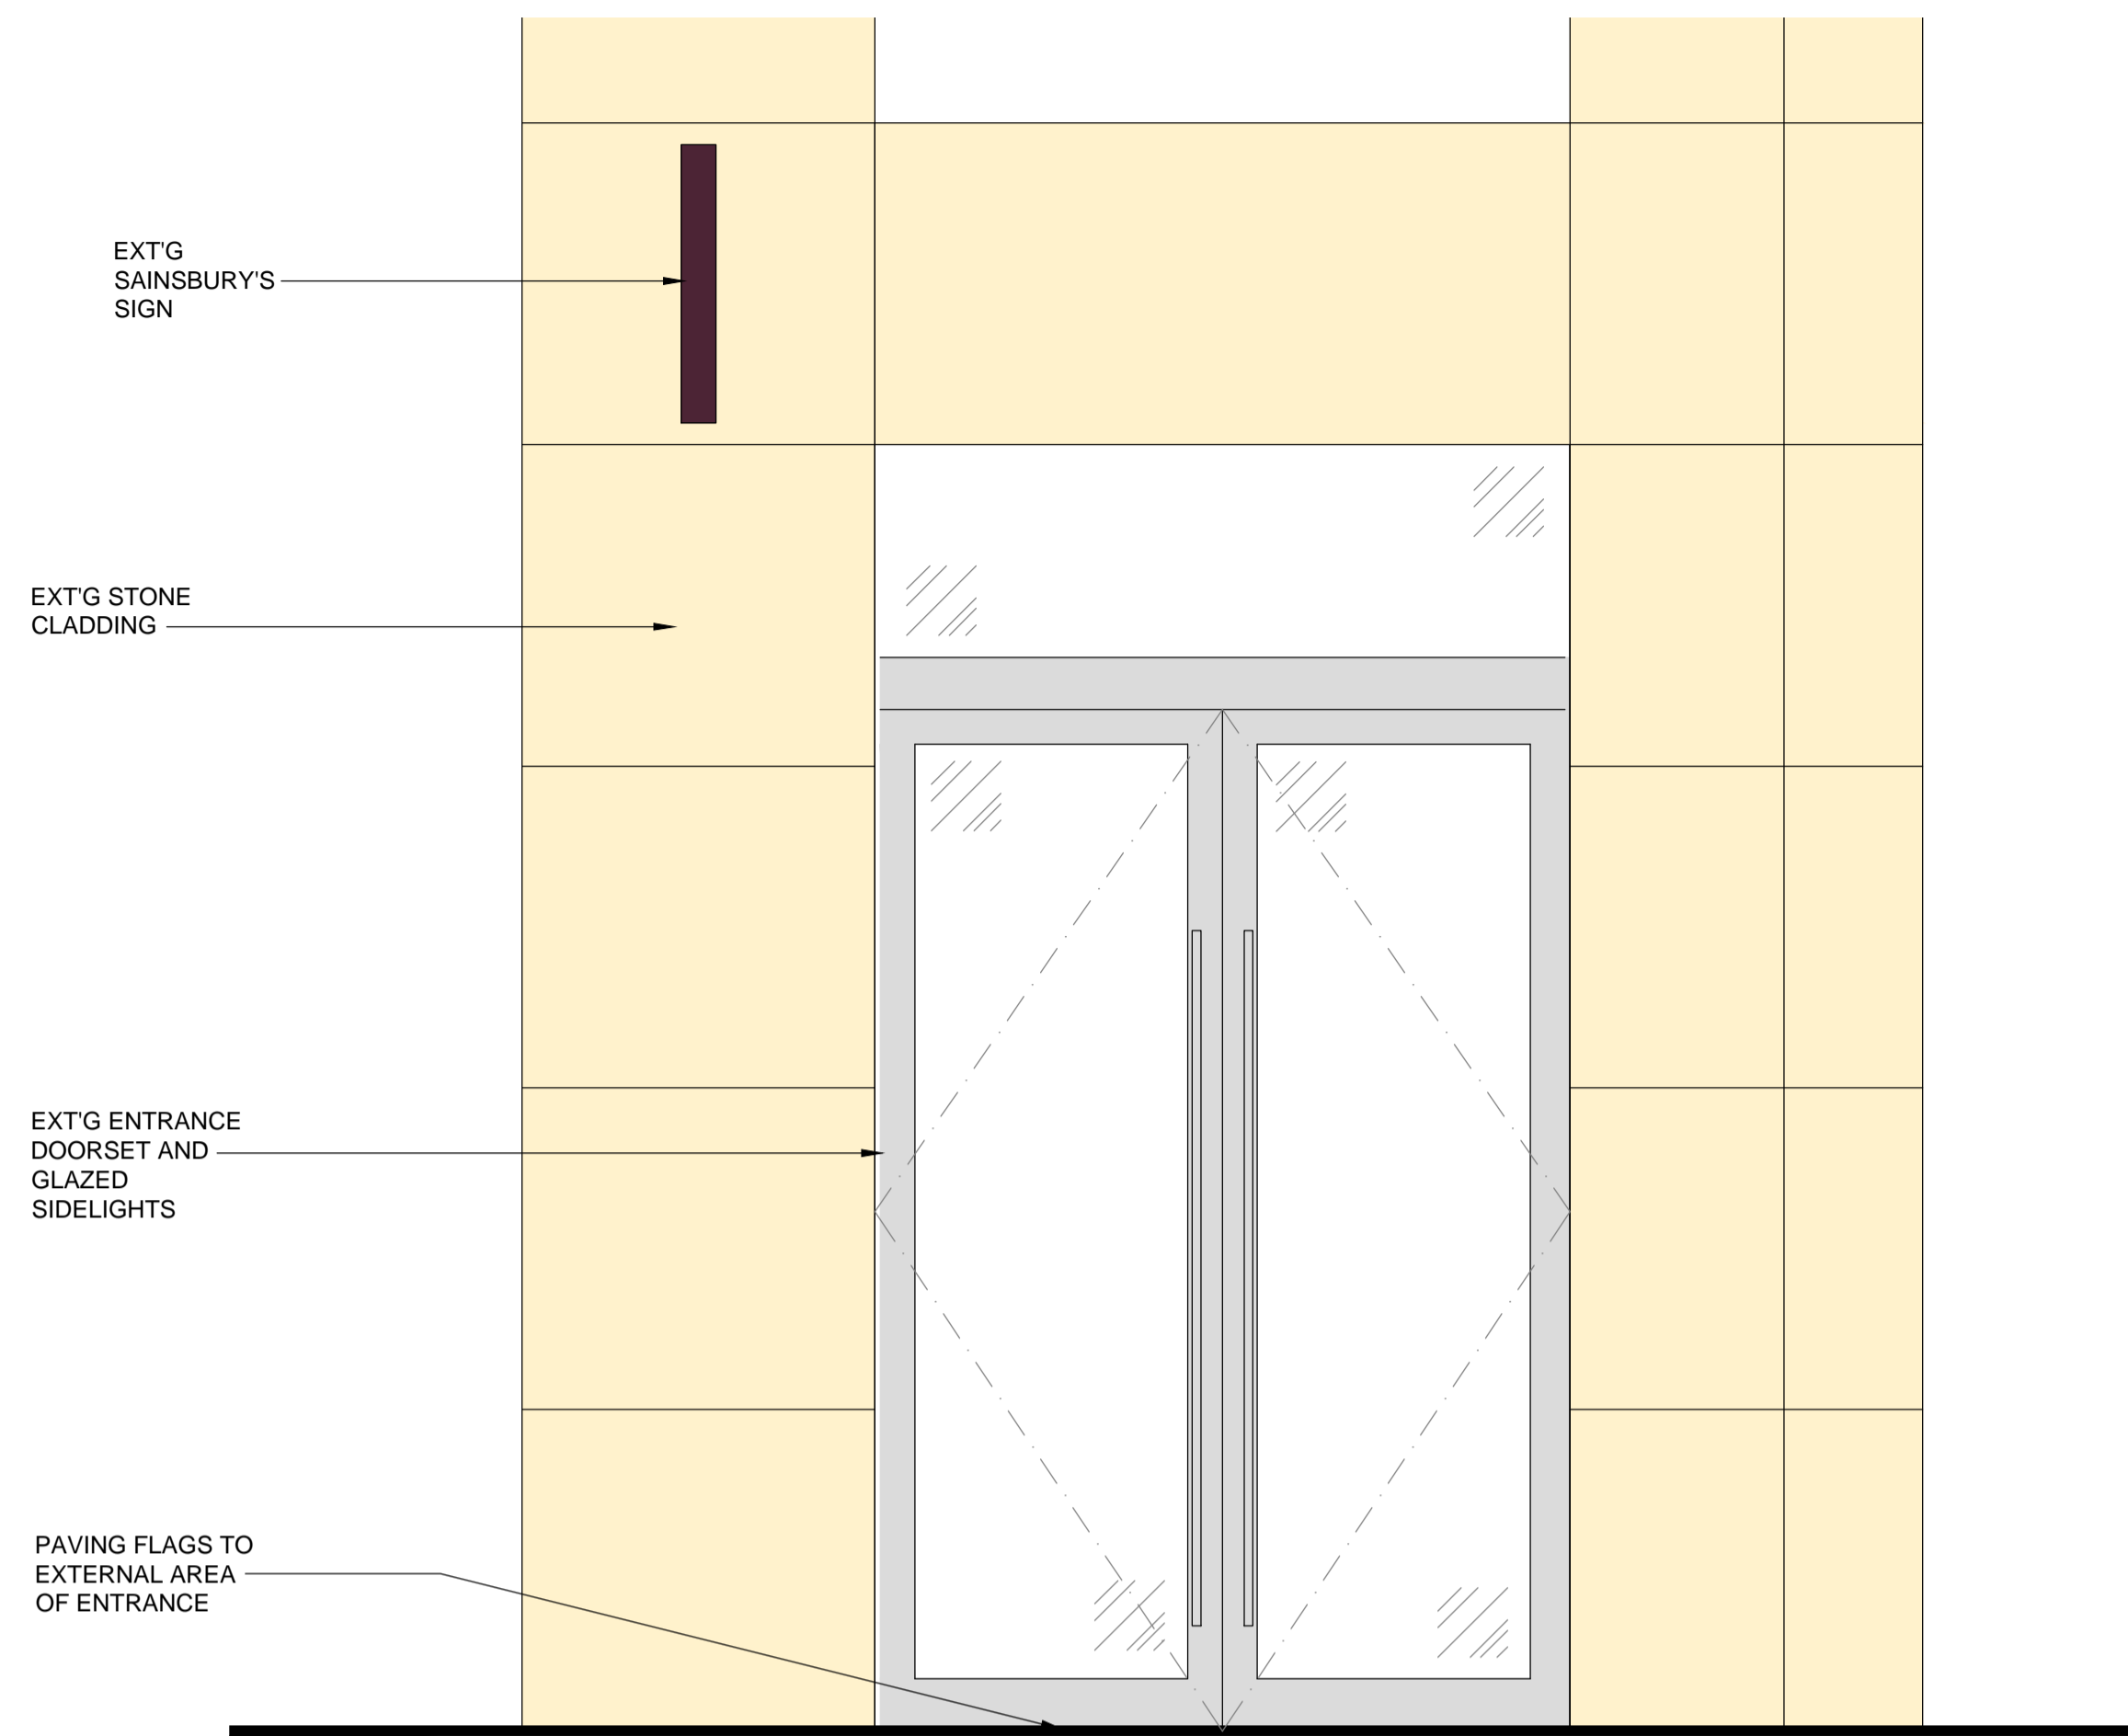 EXT'G
SAINSBURY'S
SIGN
EXT'G STONE
CLADDING
EXT'G ENTRANCE
DOORSET AND
GLAZED
SIDELIGHTS
PAVING FLAGS TO
EXTERNAL AREA
OF ENTRANCE